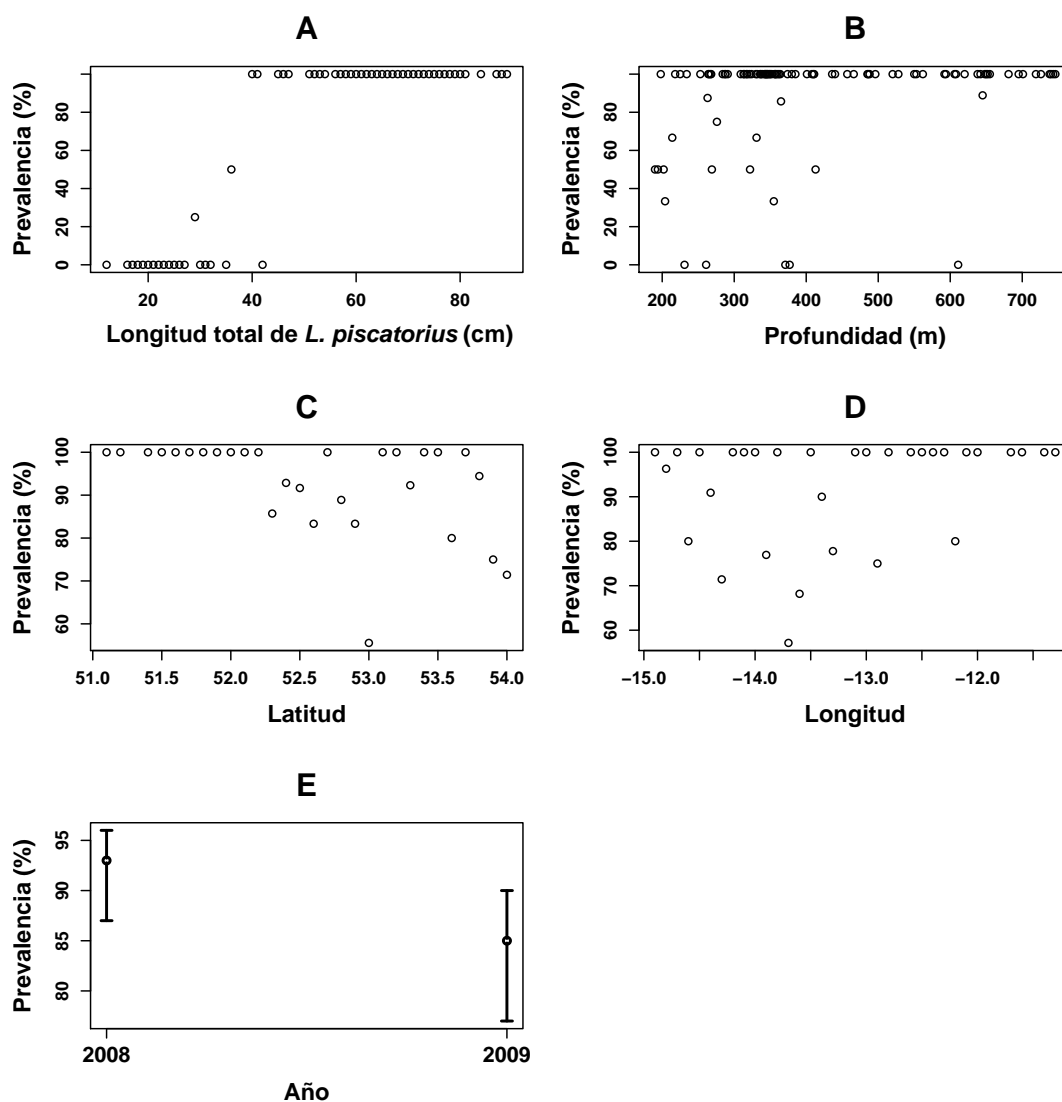 A
Prevalencia (%)
0 20 40 60 80
20 40 60 80
Longitud total de L. piscatorius (cm)
B
Prevalencia (%)
0 20 40 60 80
200 300 400 500 600 700
Profundidad (m)
C
Prevalencia (%)
60 70 80 90 100
51.0 51.5 52.0 52.5 53.0 53.5 54.0
Latitud
D
Prevalencia (%)
60 70 80 90 100
−15.0 −14.0 −13.0 −12.0
Longitud
E
Prevalencia (%)
80 85 90 95
2008 2009
Año